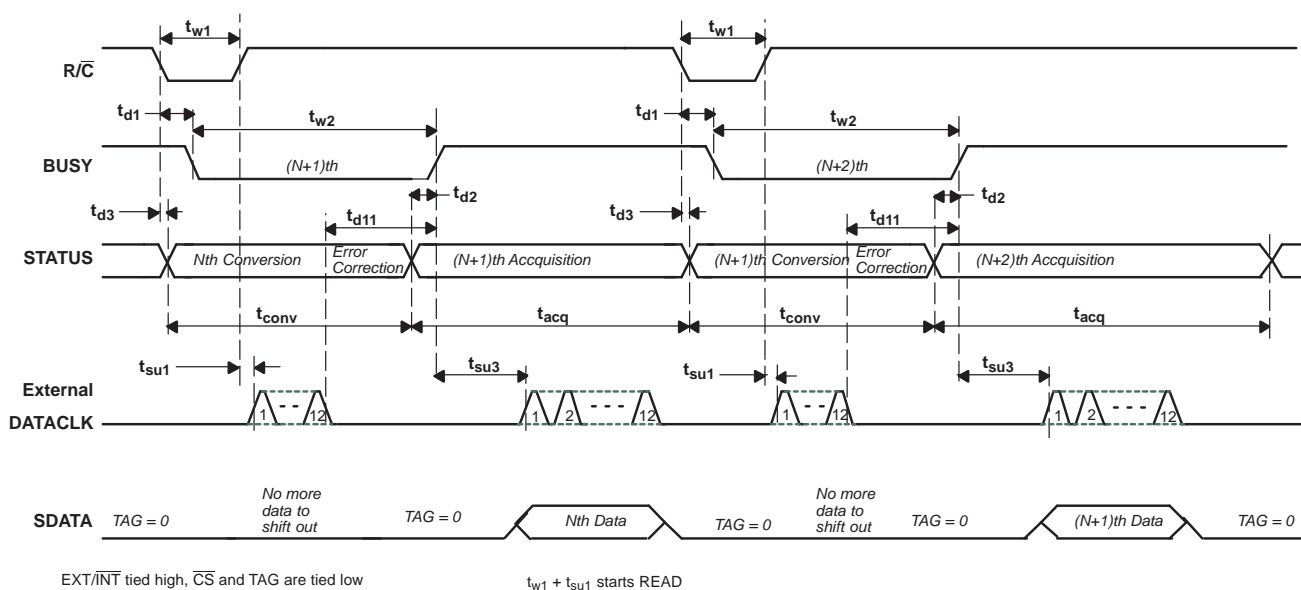 tw1 tw1
R/C̅
td1 tw2 td1 tw2
BUSY (N+1)th (N+2)th
td3 td2 td3 td2
td11 td11
STATUS Nth Conversion Error Correction (N+1)th Accquisition (N+1)th Conversion Error Correction (N+2)th Acquisition
tconv tacq tconv tacq
tsu1 tsu3 tsu1 tsu3
External
DATACLK 1 - - 12 1 2 - - - 12 1 - - 12 1 2 - - - 12
SDATA TAG = 0 No more data to shift out TAG = 0 Nth Data TAG = 0 No more data to shift out TAG = 0 (N+1)th Data TAG = 0
EXT/I̅N̅T̅ tied high, C̅S̅ and TAG are tied low tw1 + tsu1 starts READ